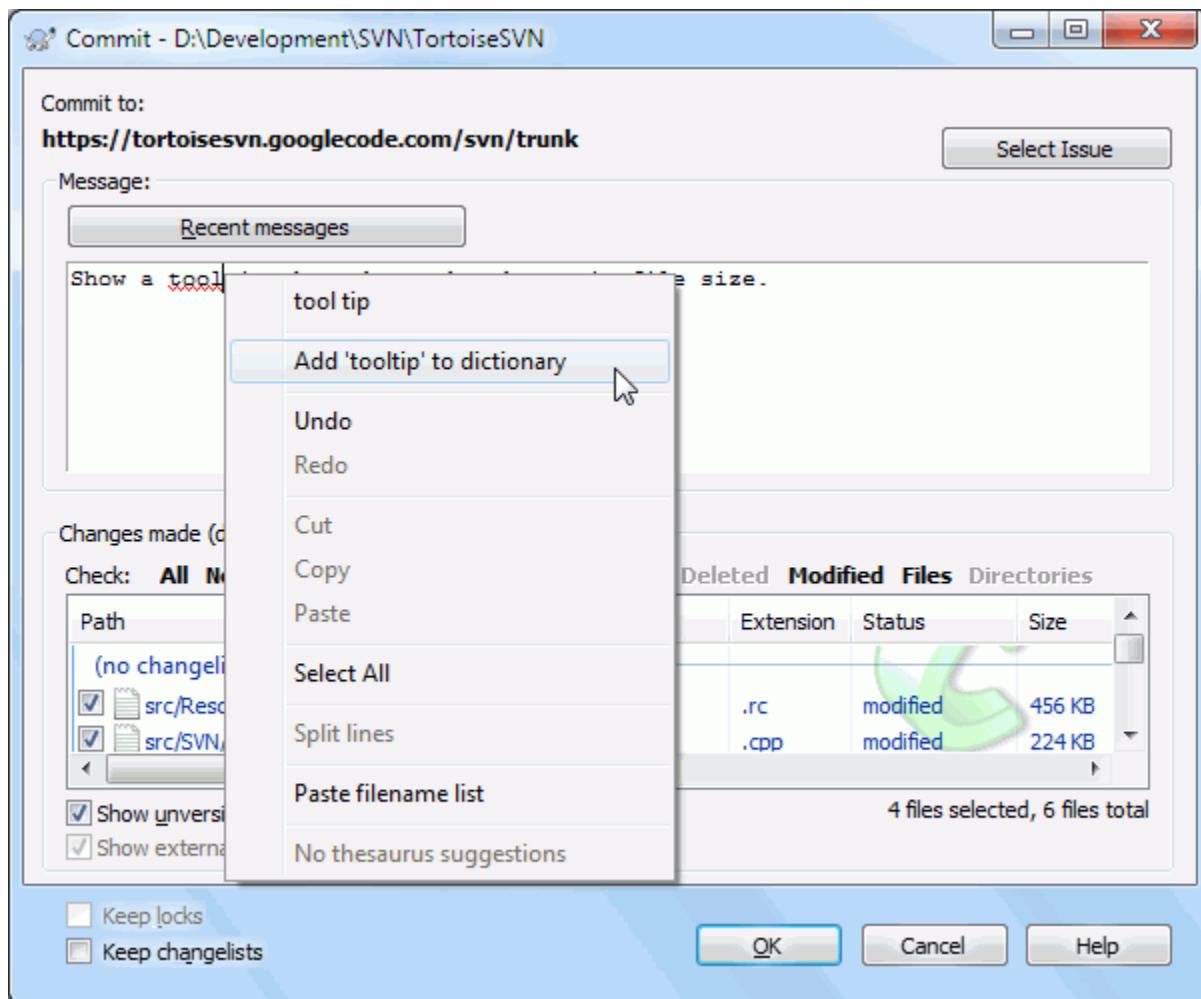 Commit - D:\Development\SVN\TortoiseSVN
Commit to:
https://tortoisesvn.googlecode.com/svn/trunk
Select Issue
Message:
Recent messages
Show a tool size.
tool tip
Add 'tooltip' to dictionary
Undo
Redo
Cut
Copy
Paste
Select All
Split lines
Paste filename list
No thesaurus suggestions
Changes made
Check: All Deleted Modified Files Directories
Path Extension Status Size
(no changeli
src/Reso .rc modified 456 KB
src/SVN/ .cpp modified 224 KB
Show unversi 4 files selected, 6 files total
Show externa
Keep locks
Keep changelists
OK Cancel Help